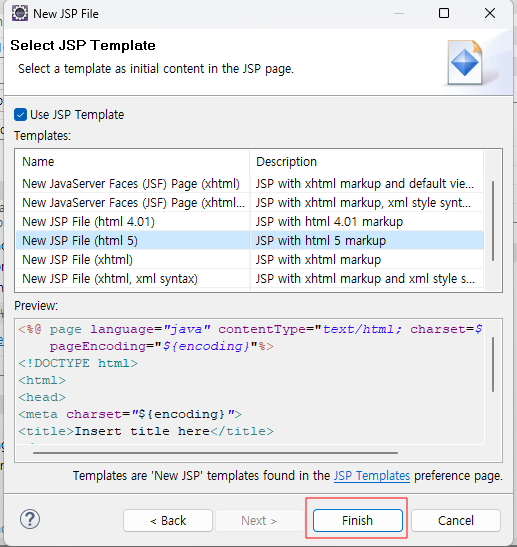 New JSP File
Select JSP Template
Select a template as initial content in the JSP page.
Use JSP Template
Templates:
Name Description
New JavaServer Faces (JSF) Page (xhtml) JSP with xhtml markup and default vie...
New JavaServer Faces (JSF) Page (xhtml... JSP with xhtml markup, xml style synt...
New JSP File (html 4.01) JSP with html 4.01 markup
New JSP File (html 5) JSP with html 5 markup
New JSP File (xhtml) JSP with xhtml markup
New JSP File (xhtml, xml syntax) JSP with xhtml markup and xml style s...
Preview:
<%@ page language="java" contentType="text/html; charset=$
pageEncoding="${encoding}"%>
<!DOCTYPE html>
<html>
<head>
<meta charset="${encoding}">
<title>Insert title here</title>
Templates are 'New JSP' templates found in the JSP Templates preference page.
? < Back Next > Finish Cancel